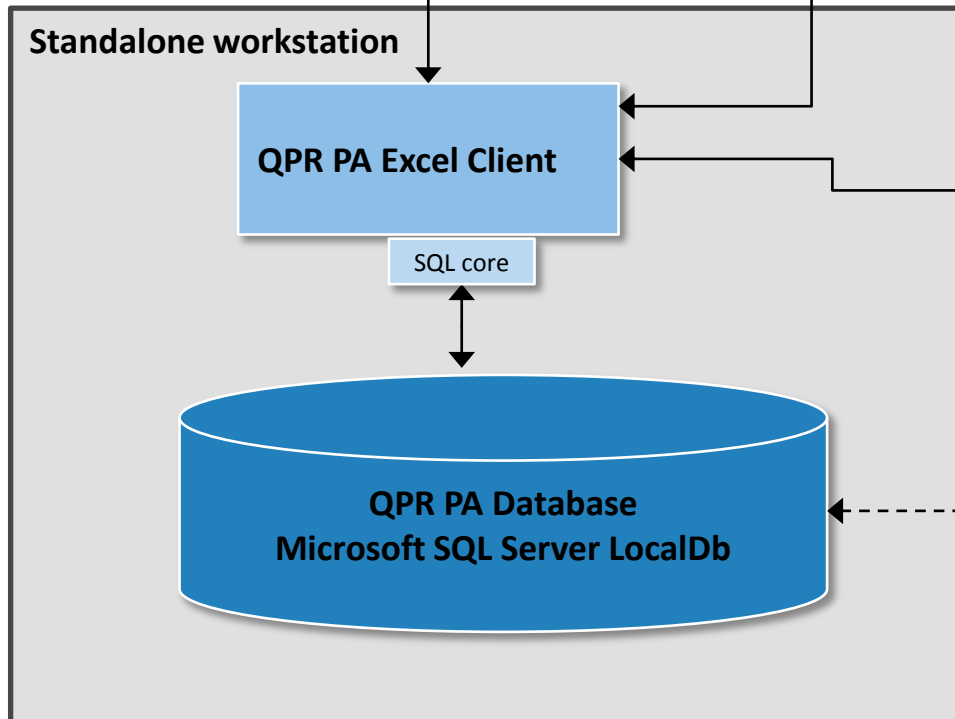 Standalone workstation
QPR PA Excel Client
SQL core
QPR PA Database
Microsoft SQL Server LocalDb